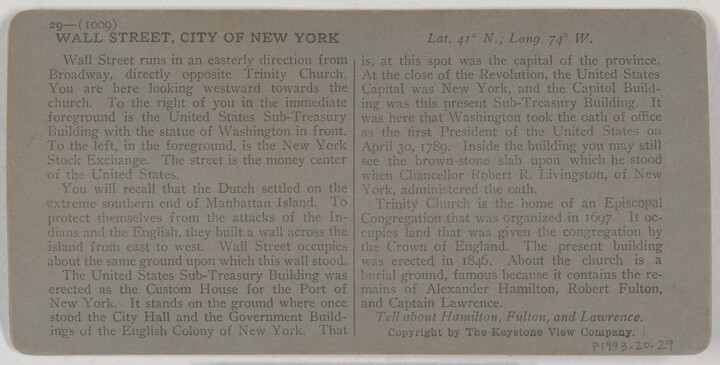 29—(1009)
WALL STREET, CITY OF NEW YORK
Wall Street runs in an easterly direction from
Broadway, directly opposite Trinity Church.
You are here looking westward towards the
church. To the right of you in the immediate
foreground is the United States Sub-Treasury
Building with the statue of Washington in front.
To the left, in the foreground, is the New York
Stock Exchange. The street is the money center
of the United States.
You will recall that the Dutch settled on the
extreme southern end of Manhattan Island. To
protect themselves from the attacks of the In-
dians and the English, they built a wall across the
island from east to west. Wall Street occupies
about the same ground upon which this wall stood.
The United States Sub-Treasury Building was
erected as the Custom House for the Port of
New York. It stands on the ground where once
stood the City Hall and the Government Build-
ings of the English Colony of New York. That
Lat. 41° N.; Long. 74° W.
is, at this spot was the capital of the province.
At the close of the Revolution, the United States
Capital was New York, and the Capitol Build-
ing was this present Sub-Treasury Building. It
was here that Washington took the oath of office
as the first President of the United States on
April 30, 1789. Inside the building you may still
see the brown-stone slab upon which he stood
when Chancellor Robert R. Livingston, of New
York, administered the oath.
Trinity Church is the home of an Episcopal
Congregation that was organized in 1697. It oc-
cupies land that was given the congregation by
the Crown of England. The present building
was erected in 1846. About the church is a
burial ground, famous because it contains the re-
mains of Alexander Hamilton, Robert Fulton,
and Captain Lawrence.
Tell about Hamilton, Fulton, and Lawrence.
Copyright by The Keystone View Company.
P1993.20.29